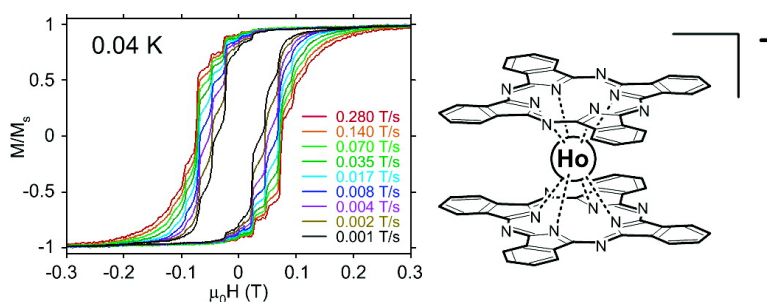 0.04 K
M/Ms
1
0.5
0
-0.5
-1
0.280 T/s
0.140 T/s
0.070 T/s
0.035 T/s
0.017 T/s
0.008 T/s
0.004 T/s
0.002 T/s
0.001 T/s
-0.3 -0.2 -0.1 0 0.1 0.2 0.3
μ0H (T)
N N N N N N N N
Ho
N N N N N N N N
-